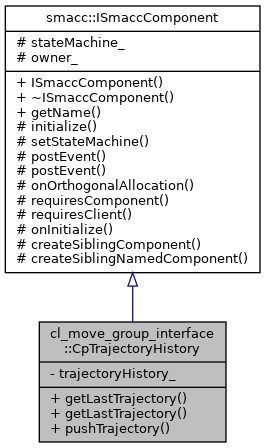 smacc::ISmaccComponent
# stateMachine_
# owner_
+ ISmaccComponent()
+ ~ISmaccComponent()
+ getName()
# initialize()
# setStateMachine()
# postEvent()
# postEvent()
# onOrthogonalAllocation()
# requiresComponent()
# requiresClient()
# onInitialize()
# createSiblingComponent()
# createSiblingNamedComponent()
cl_move_group_interface
::CpTrajectoryHistory
- trajectoryHistory_
+ getLastTrajectory()
+ getLastTrajectory()
+ pushTrajectory()